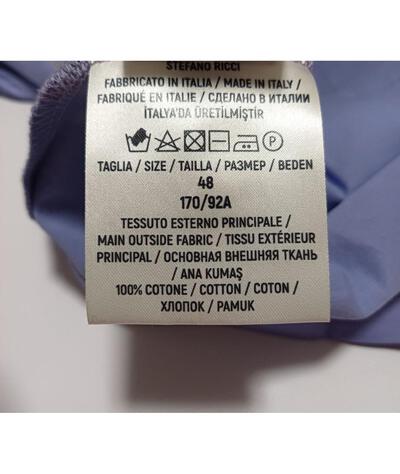 STEFANO RICCI
FABBRICATO IN ITALIA / MADE IN ITALY /
FABRIQUÉ EN ITALIE / СДЕЛАНО В ИТАЛИИ
İTALYA'DA ÜRETİLMİŞTİR
P
TAGLIA / SIZE / TAILLA / РАЗМЕР / BEDEN
48
170/92A
TESSUTO ESTERNO PRINCIPALE /
MAIN OUTSIDE FABRIC / TISSU EXTÉRIEUR
PRINCIPAL / ОСНОВНАЯ ВНЕШНЯЯ ТКАНЬ
/ ANA KUMAŞ
100% COTONE / COTTON / COTON /
ХЛОПОК / PAMUK